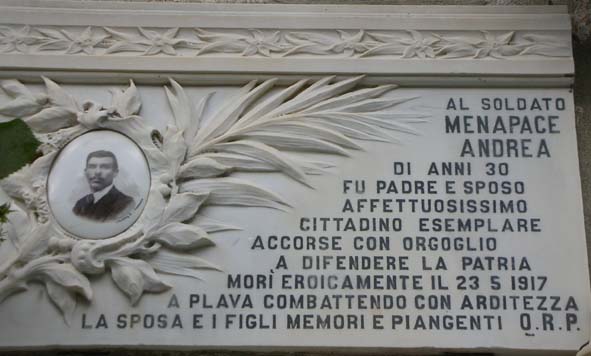 AL SOLDATO
MENAPACE
ANDREA
DI ANNI 30
FU PADRE E SPOSO
AFFETTUOSISSIMO
CITTADINO ESEMPLARE
ACCORSE CON ORGOGLIO
A DIFENDERE LA PATRIA
MORÌ EROICAMENTE IL 23 5 1917
A PLAVA COMBATTENDO CON ARDITEZZA
LA SPOSA E I FIGLI MEMORI E PIANGENTI Q.R.P.